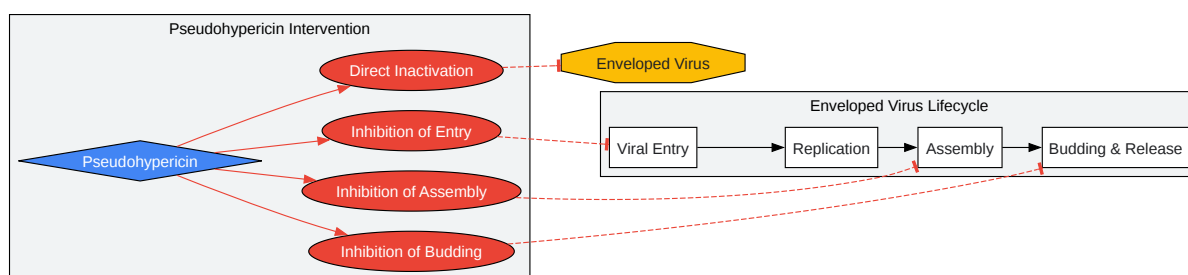 Pseudohypericin Intervention
Pseudohypericin
Direct Inactivation
Inhibition of Entry
Inhibition of Assembly
Inhibition of Budding
Enveloped Virus
Enveloped Virus Lifecycle
Viral Entry
Replication
Assembly
Budding & Release